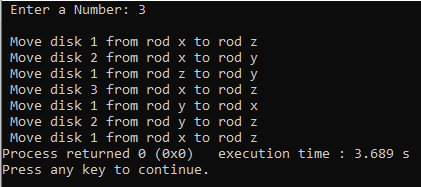 Enter a Number: 3
Move disk 1 from rod x to rod z
Move disk 2 from rod x to rod y
Move disk 1 from rod z to rod y
Move disk 3 from rod x to rod z
Move disk 1 from rod y to rod x
Move disk 2 from rod y to rod z
Move disk 1 from rod x to rod z
Process returned 0 (0x0)   execution time : 3.689 s
Press any key to continue.